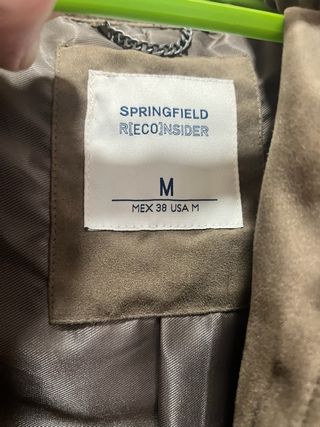 SPRINGFIELD
R[ECO]NSIDER
M
MEX 38 USA M